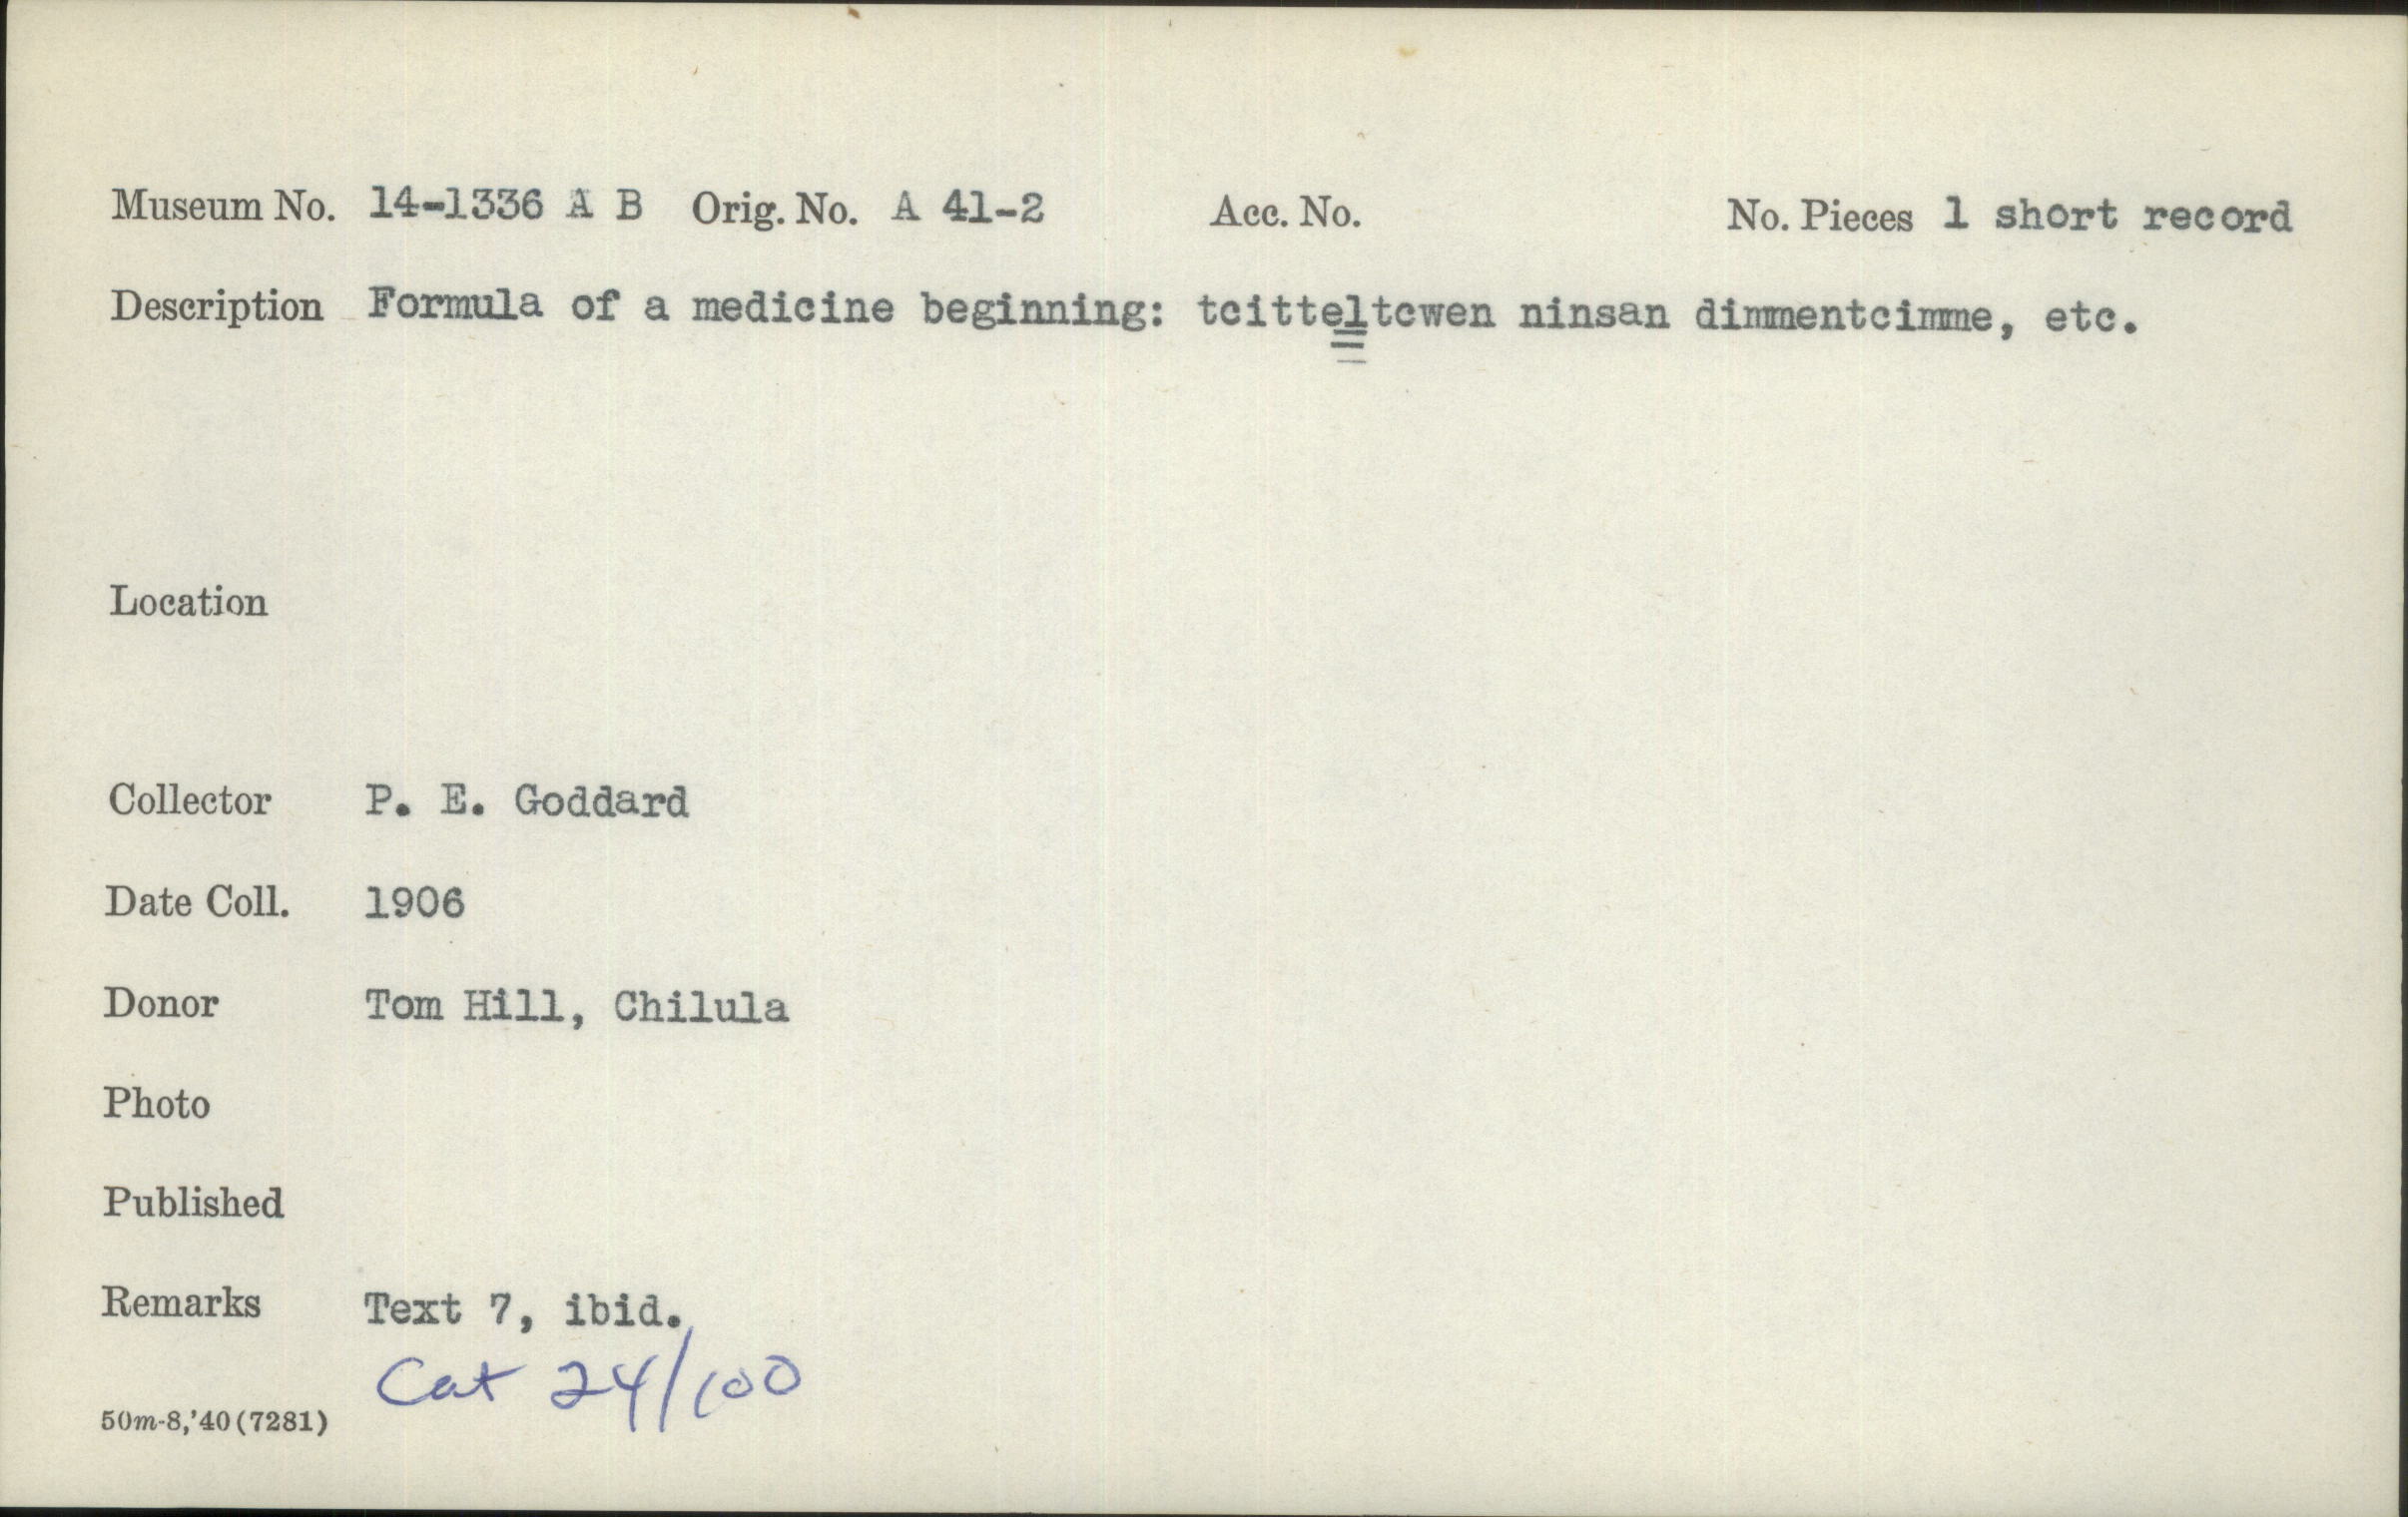 Museum No. 14-1336 A B Orig. No. A 41-2 Acc. No. No. Pieces 1 short record
Description Formula of a medicine beginning: tcitteltcwen ninsan dimmentcimme, etc.
Location
Collector P. E. Goddard
Date Coll. 1906
Donor Tom Hill, Chilula
Photo
Published
Remarks Text 7, ibid.
Cat 24/100
50m-8,'40(7281)